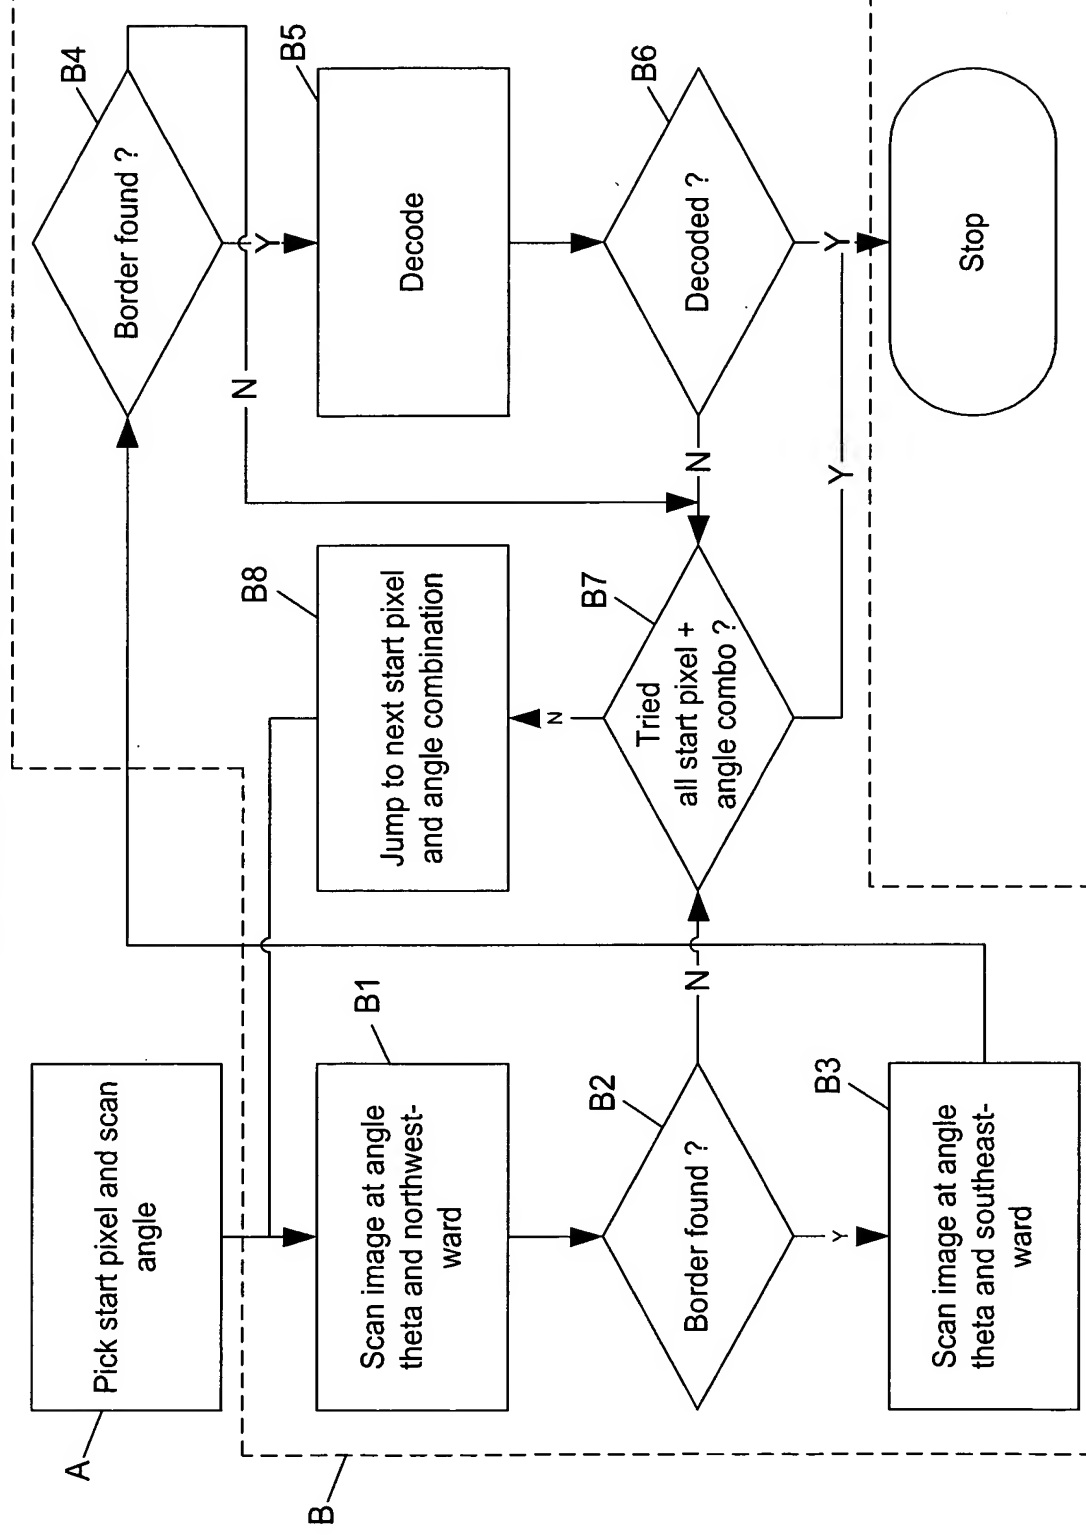 A
Pick start pixel and scan
angle
B
B1
Scan image at angle
theta and northwest-
ward
B2
Border found ?
N
Y
B3
Scan image at angle
theta and southeast-
ward
B4
Border found ?
N
Y
B5
Decode
B6
Decoded ?
N
Y
B7
Tried
all start pixel +
angle combo ?
N
Y
B8
Jump to next start pixel
and angle combination
Stop